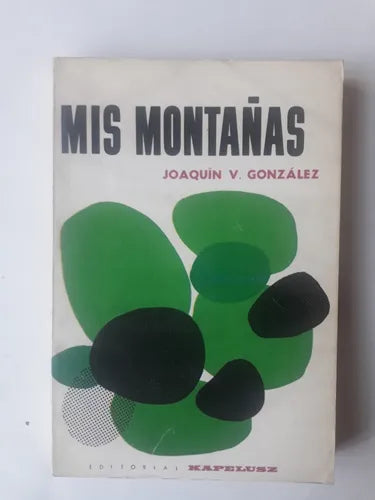 MIS MONTAÑAS
JOAQUÍN V. GONZÁLEZ
EDITORIAL KAPELUSZ